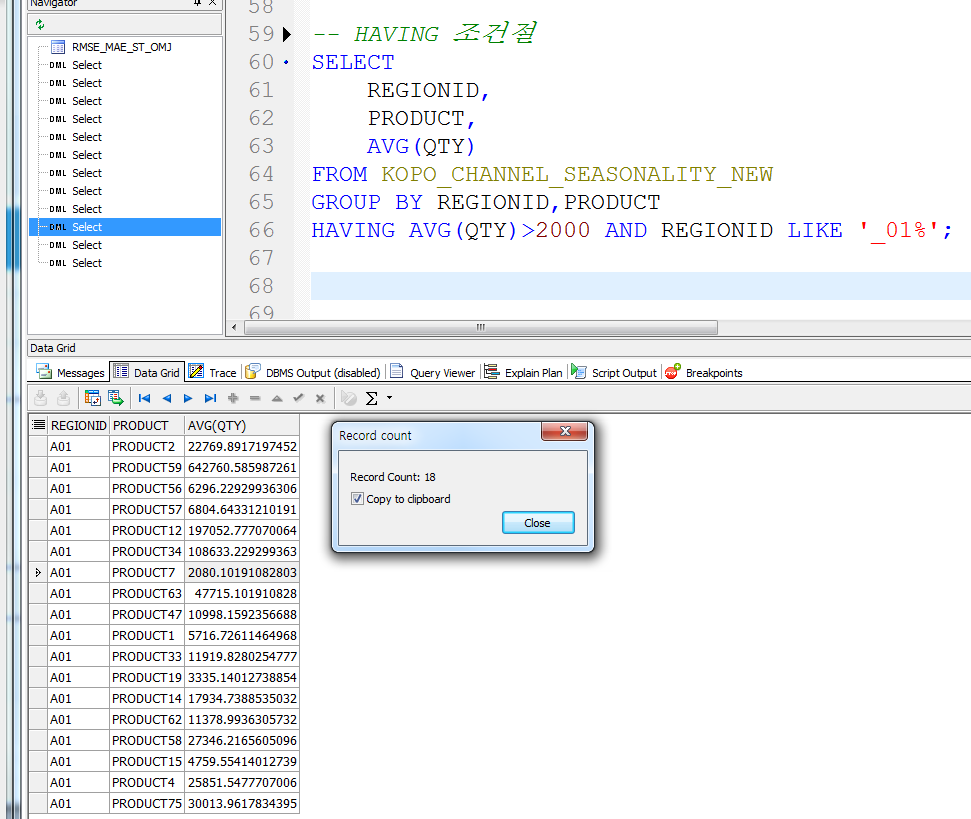 Navigator
RMSE_MAE_ST_OMJ
DML Select
DML Select
DML Select
DML Select
DML Select
DML Select
DML Select
DML Select
DML Select
DML Select
DML Select
DML Select
58
59 -- HAVING 조건절
60 SELECT
61 REGIONID,
62 PRODUCT,
63 AVG(QTY)
64 FROM KOPO_CHANNEL_SEASONALITY_NEW
65 GROUP BY REGIONID,PRODUCT
66 HAVING AVG(QTY)>2000 AND REGIONID LIKE '_01%';
67
68
69
Data Grid
Messages Data Grid Trace DBMS Output (disabled) Query Viewer Explain Plan Script Output Breakpoints
REGIONID PRODUCT AVG(QTY)
A01 PRODUCT2 22769.8917197452
A01 PRODUCT59 642760.585987261
A01 PRODUCT56 6296.22929936306
A01 PRODUCT57 6804.64331210191
A01 PRODUCT12 197052.777070064
A01 PRODUCT34 108633.229299363
A01 PRODUCT7 2080.10191082803
A01 PRODUCT63 47715.101910828
A01 PRODUCT47 10998.1592356688
A01 PRODUCT1 5716.72611464968
A01 PRODUCT33 11919.8280254777
A01 PRODUCT19 3335.14012738854
A01 PRODUCT14 17934.7388535032
A01 PRODUCT62 11378.9936305732
A01 PRODUCT58 27346.2165605096
A01 PRODUCT15 4759.55414012739
A01 PRODUCT4 25851.5477707006
A01 PRODUCT75 30013.9617834395
Record count
Record Count: 18
Copy to clipboard
Close